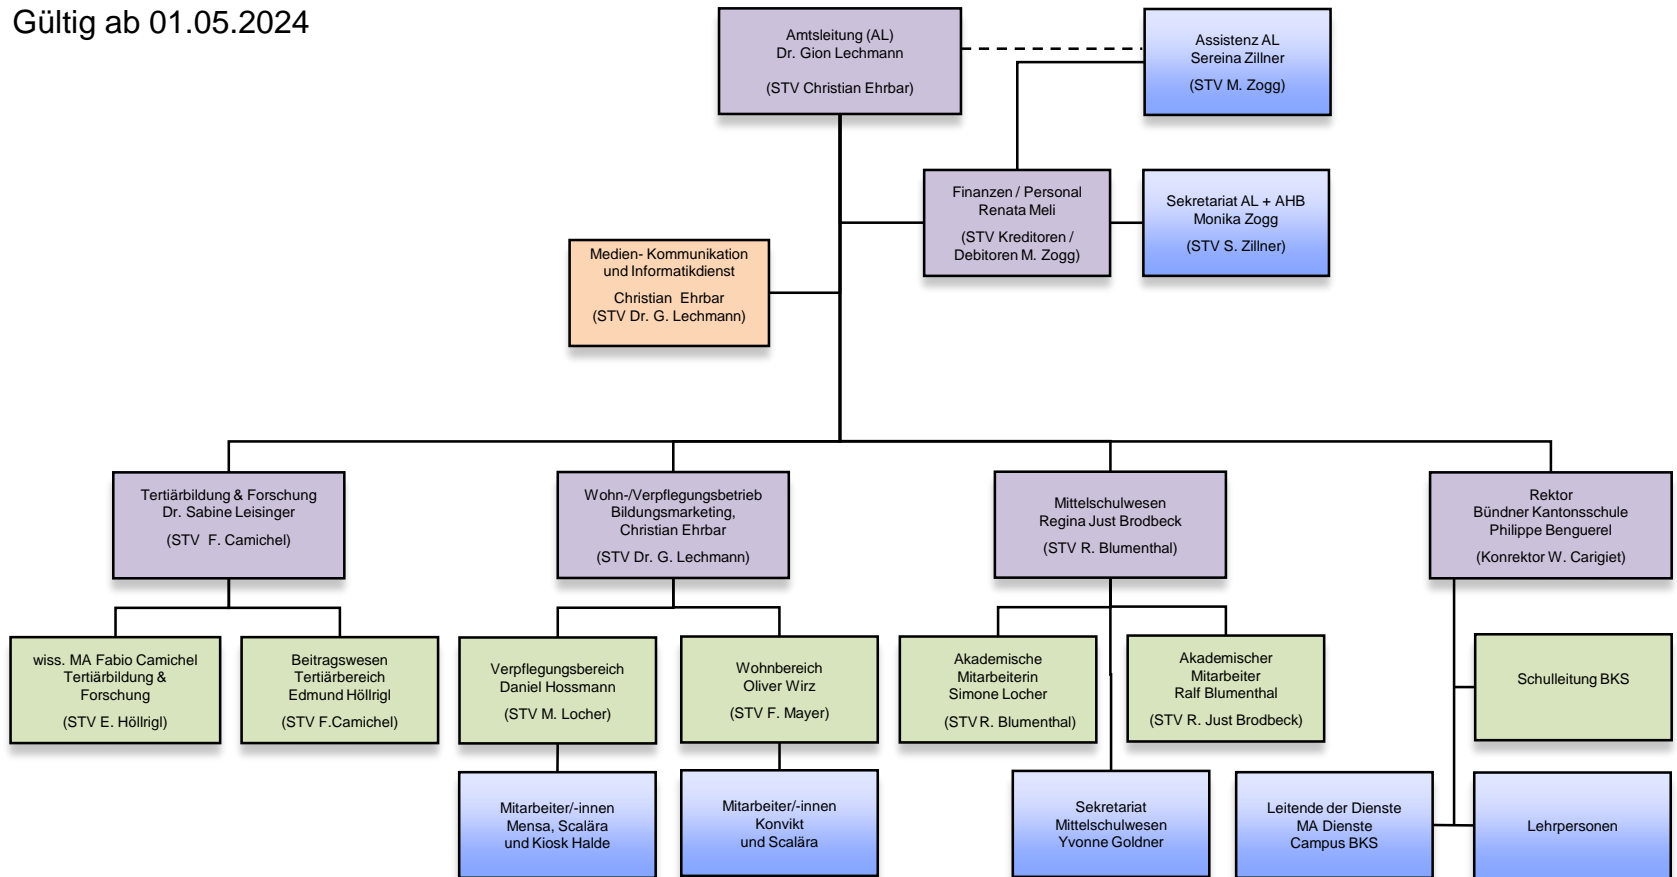 Gültig ab 01.05.2024
Amtsleitung (AL)
Dr. Gion Lechmann
(STV Christian Ehrbar)
Assistenz AL
Sereina Zillner
(STV M. Zogg)
Finanzen / Personal
Renata Meli
(STV Kreditoren /
Debitoren M. Zogg)
Sekretariat AL + AHB
Monika Zogg
(STV S. Zillner)
Medien- Kommunikation
und Informatikdienst
Christian Ehrbar
(STV Dr. G. Lechmann)
Tertiärbildung & Forschung
Dr. Sabine Leisinger
(STV F. Camichel)
Wohn-/Verpflegungsbetrieb
Bildungsmarketing,
Christian Ehrbar
(STV Dr. G. Lechmann)
Mittelschulwesen
Regina Just Brodbeck
(STV R. Blumenthal)
Rektor
Bündner Kantonsschule
Philippe Benguerel
(Konrektor W. Carigiet)
wiss. MA Fabio Camichel
Tertiärbildung &
Forschung
(STV E. Höllrigl)
Beitragswesen
Tertiärbereich
Edmund Höllrigl
(STV F.Camichel)
Verpflegungsbereich
Daniel Hossmann
(STV M. Locher)
Wohnbereich
Oliver Wirz
(STV F. Mayer)
Akademische
Mitarbeiterin
Simone Locher
(STV R. Blumenthal)
Akademischer
Mitarbeiter
Ralf Blumenthal
(STV R. Just Brodbeck)
Schulleitung BKS
Mitarbeiter/-innen
Mensa, Scalära
und Kiosk Halde
Mitarbeiter/-innen
Konvikt
und Scalära
Sekretariat
Mittelschulwesen
Yvonne Goldner
Leitende der Dienste
MA Dienste
Campus BKS
Lehrpersonen